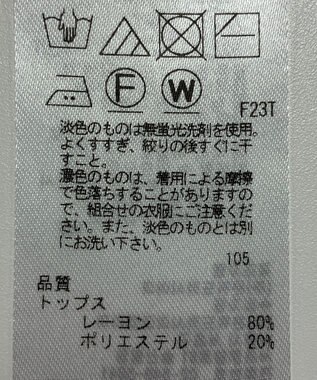 F W
F23T
淡色のものは無蛍光洗剤を使用。
よくすすぎ、絞りの後すぐに干
すこと。
濃色のものは、着用による摩擦
で色落ちすることがありますの
で、組合せの衣服にご注意くだ
さい。また、淡色のものとは別
にお洗い下さい。
105
品質
トップス
レーヨン 80%
ポリエステル 20%